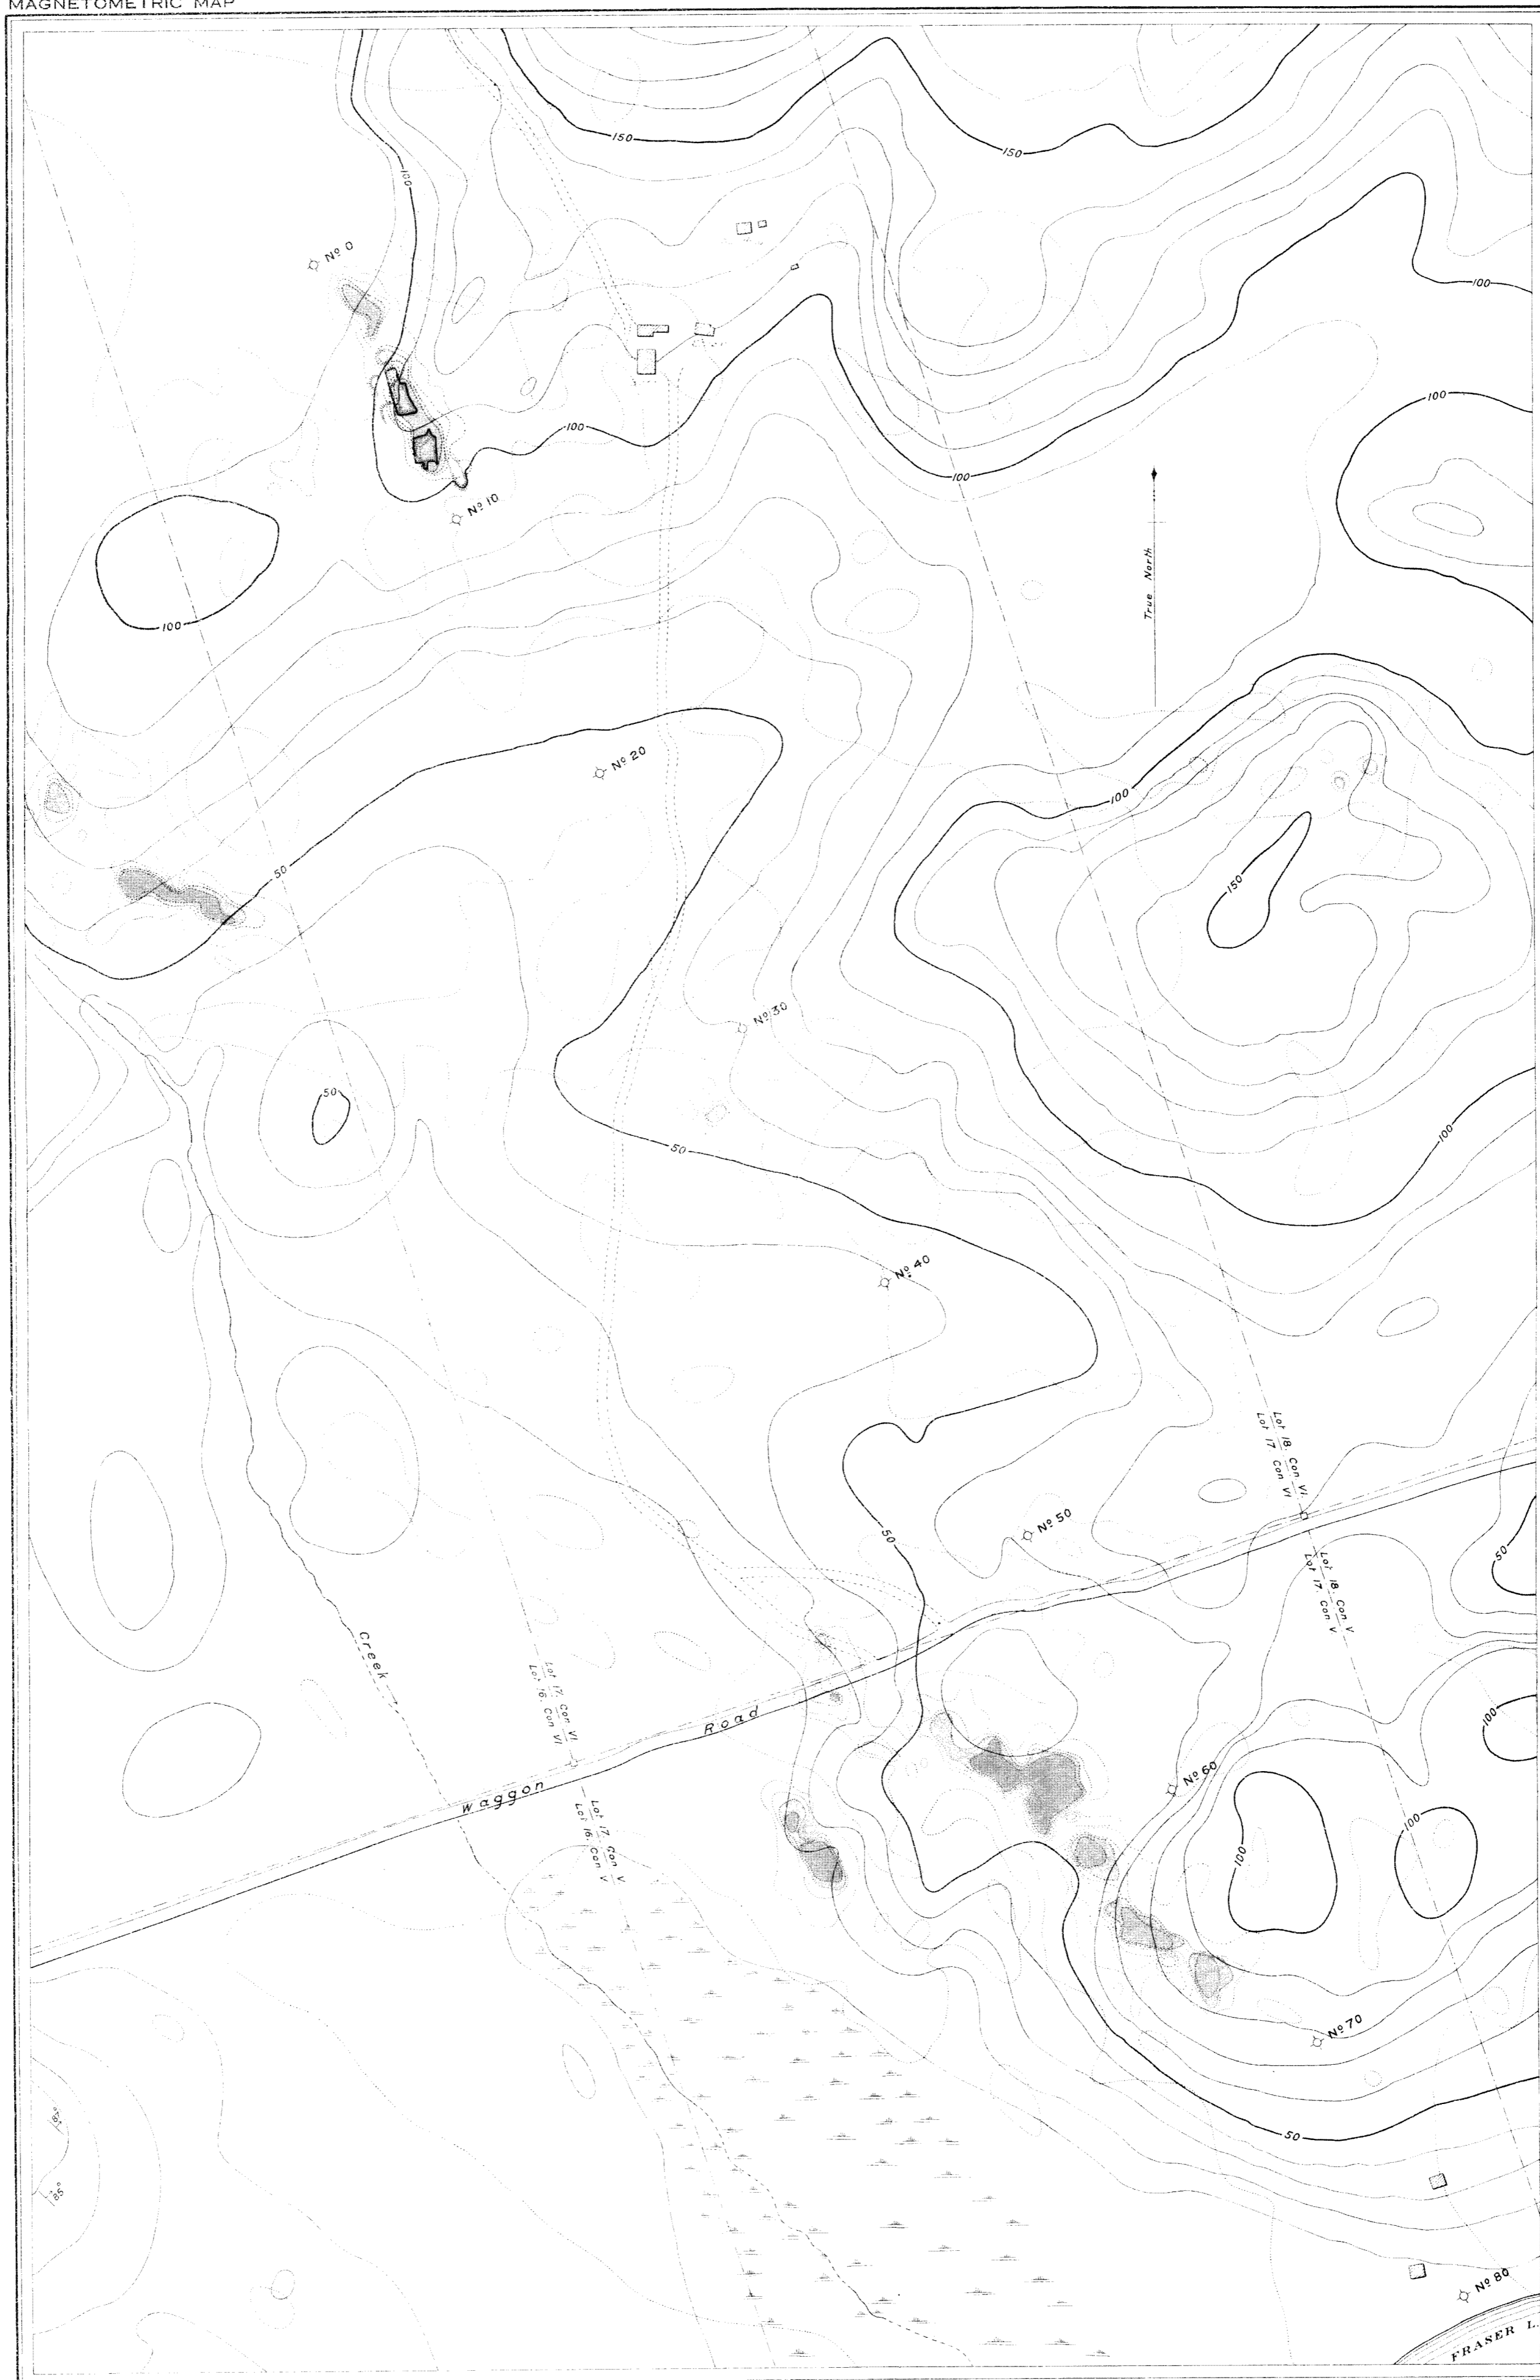 MAGNETOMETRIC MAP
150
150
100
Nº 0
100
100
100
100
Nº 10
True North
100
Nº 20
100
50
150
Nº 30
50
100
50
Nº 40
Lot 18. Con VI.
Lot 17. Con VI
Nº 50
50
50
Lot 18. Con V
Lot 17. Con V
Creek
Lot 17. Con VI
Lot 16. Con VI
Road
100
Nº 60
Waggon
Lot 17. Con V
Lot 16. Con V
100
100
Nº 70
50
85°
Nº 80
FRASER L.